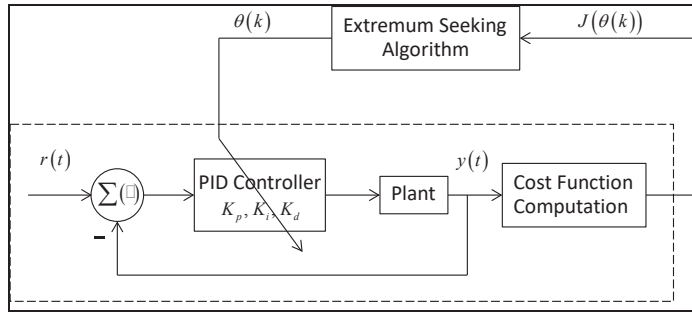 θ(k)
Extremum Seeking
Algorithm
J(θ(k))
r(t)
∑(□)
−
PID Controller
K_p, K_i, K_d
Plant
y(t)
Cost Function
Computation